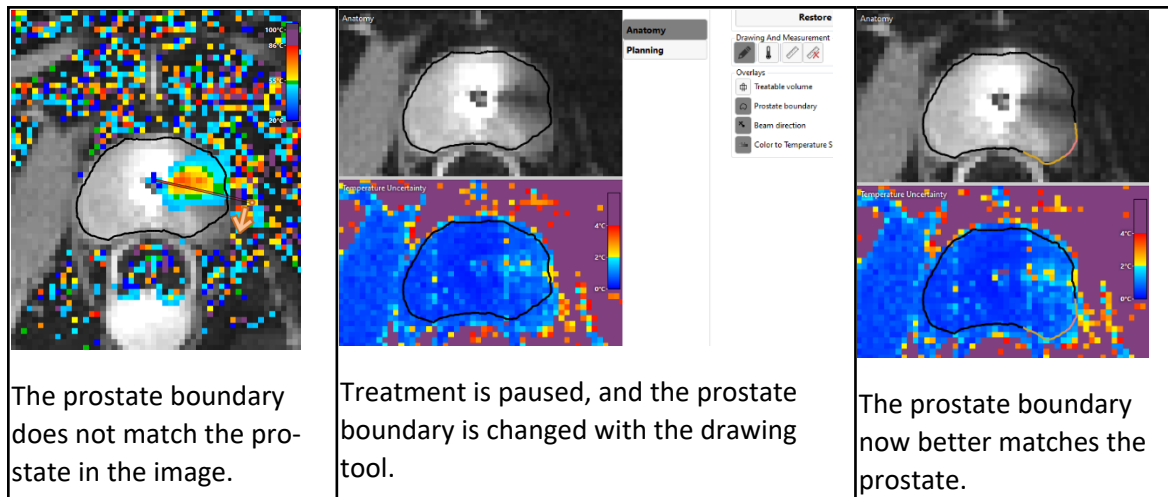 100°C
86°C
55°C
20°C
The prostate boundary
does not match the pro-
state in the image.
Anatomy
Temperature Uncertainty
4°C
2°C
0°C
Anatomy
Planning
Restore
Drawing And Measurement
Overlays
Treatable volume
Prostate boundary
Beam direction
Color to Temperature S
Treatment is paused, and the prostate
boundary is changed with the drawing
tool.
Anatomy
Temperature Uncertainty
4°C
2°C
0°C
The prostate boundary
now better matches the
prostate.